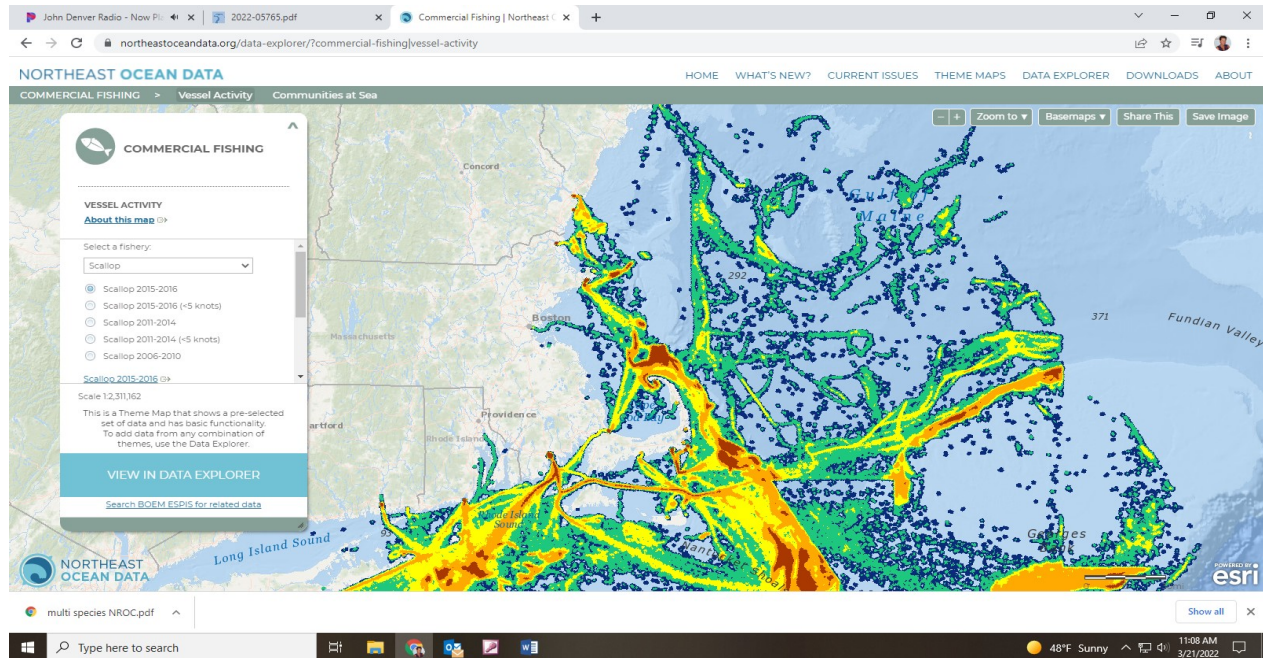 John Denver Radio - Now Pl
2022-05765.pdf
Commercial Fishing | Northeast
northeastoceandata.org/data-explorer/?commercial-fishing|vessel-activity
NORTHEAST OCEAN DATA
HOME WHAT'S NEW? CURRENT ISSUES THEME MAPS DATA EXPLORER DOWNLOADS ABOUT
COMMERCIAL FISHING > Vessel Activity Communities at Sea
- + Zoom to ▾ Basemaps ▾ Share This Save Image
COMMERCIAL FISHING
VESSEL ACTIVITY
About this map
Select a fishery:
Scallop
Scallop 2015-2016
Scallop 2015-2016 (<5 knots)
Scallop 2011-2014
Scallop 2011-2014 (<5 knots)
Scallop 2006-2010
Scallop 2015-2016
Scale 1:2,311,162
This is a Theme Map that shows a pre-selected
set of data and has basic functionality.
To add data from any combination of
themes, use the Data Explorer.
VIEW IN DATA EXPLORER
Search BOEM ESPIS for related data
NORTHEAST
OCEAN DATA
Concord
Gulf of
Maine
292
371
Fundian Valley
Boston
Massachusetts
Providence
artford
Rhode Island
Rhode Island
Sound
93
Long Island Sound
POWERED BY
esri
multi species NROC.pdf
Show all
Type here to search
48°F Sunny
11:08 AM
3/21/2022